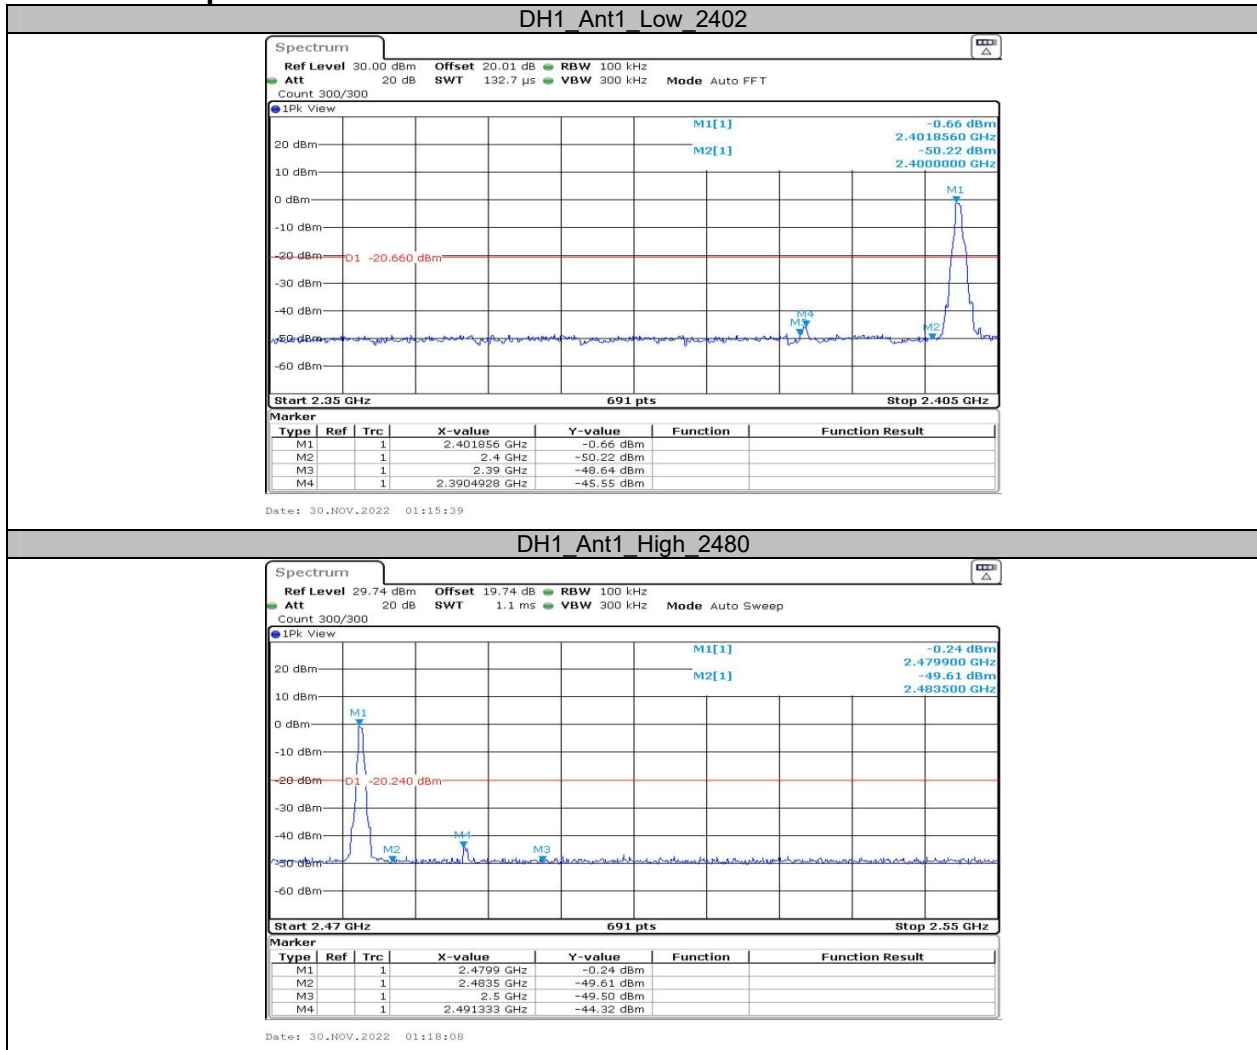 DH1_Ant1_Low_2402
Spectrum
Ref Level 30.00 dBm Offset 20.01 dB RBW 100 kHz
Att 20 dB SWT 132.7 µs VBW 300 kHz Mode Auto FFT
Count 300/300
1Pk View
M1[1] -0.66 dBm
2.4018560 GHz
20 dBm
M2[1] -50.22 dBm
2.4000000 GHz
10 dBm
M1
0 dBm
-10 dBm
-20 dBm
D1 -20.660 dBm
-30 dBm
-40 dBm
M4
M3
M2
-50 dBm
-60 dBm
Start 2.35 GHz 691 pts Stop 2.405 GHz
Marker
Type Ref Trc X-value Y-value Function Function Result
M1 1 2.401856 GHz -0.66 dBm
M2 1 2.4 GHz -50.22 dBm
M3 1 2.39 GHz -48.64 dBm
M4 1 2.3904928 GHz -45.55 dBm
Date: 30.NOV.2022 01:15:39
DH1_Ant1_High_2480
Spectrum
Ref Level 29.74 dBm Offset 19.74 dB RBW 100 kHz
Att 20 dB SWT 1.1 ms VBW 300 kHz Mode Auto Sweep
Count 300/300
1Pk View
M1[1] -0.24 dBm
2.479900 GHz
20 dBm
M2[1] -49.61 dBm
2.483500 GHz
10 dBm
M1
0 dBm
-10 dBm
-20 dBm
D1 -20.240 dBm
-30 dBm
-40 dBm
M4
M2 M3
-50 dBm
-60 dBm
Start 2.47 GHz 691 pts Stop 2.55 GHz
Marker
Type Ref Trc X-value Y-value Function Function Result
M1 1 2.4799 GHz -0.24 dBm
M2 1 2.4835 GHz -49.61 dBm
M3 1 2.5 GHz -49.50 dBm
M4 1 2.491333 GHz -44.32 dBm
Date: 30.NOV.2022 01:18:08